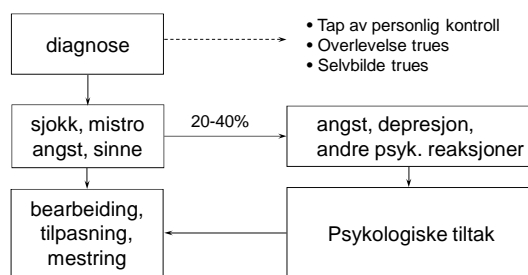 diagnose
• Tap av personlig kontroll
• Overlevelse trues
• Selvbilde trues
sjokk, mistro
angst, sinne
20-40%
angst, depresjon,
andre psyk. reaksjoner
bearbeiding,
tilpasning,
mestring
Psykologiske tiltak